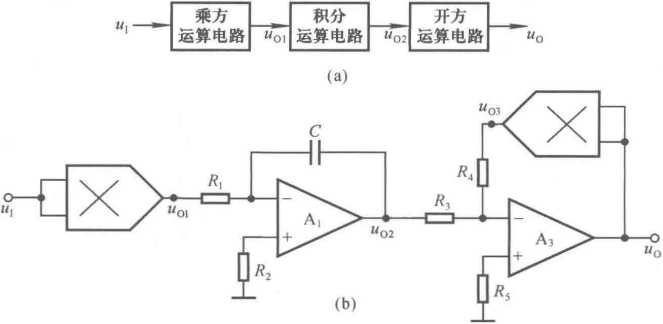 u_I 乘方运算电路 u_O1 积分运算电路 u_O2 开方运算电路 u_O
(a)
u_O3
C
R_1 R_4
u_I u_O1 − A_1 + u_O2 R_3 − A_3 + u_O
R_2 R_5
(b)